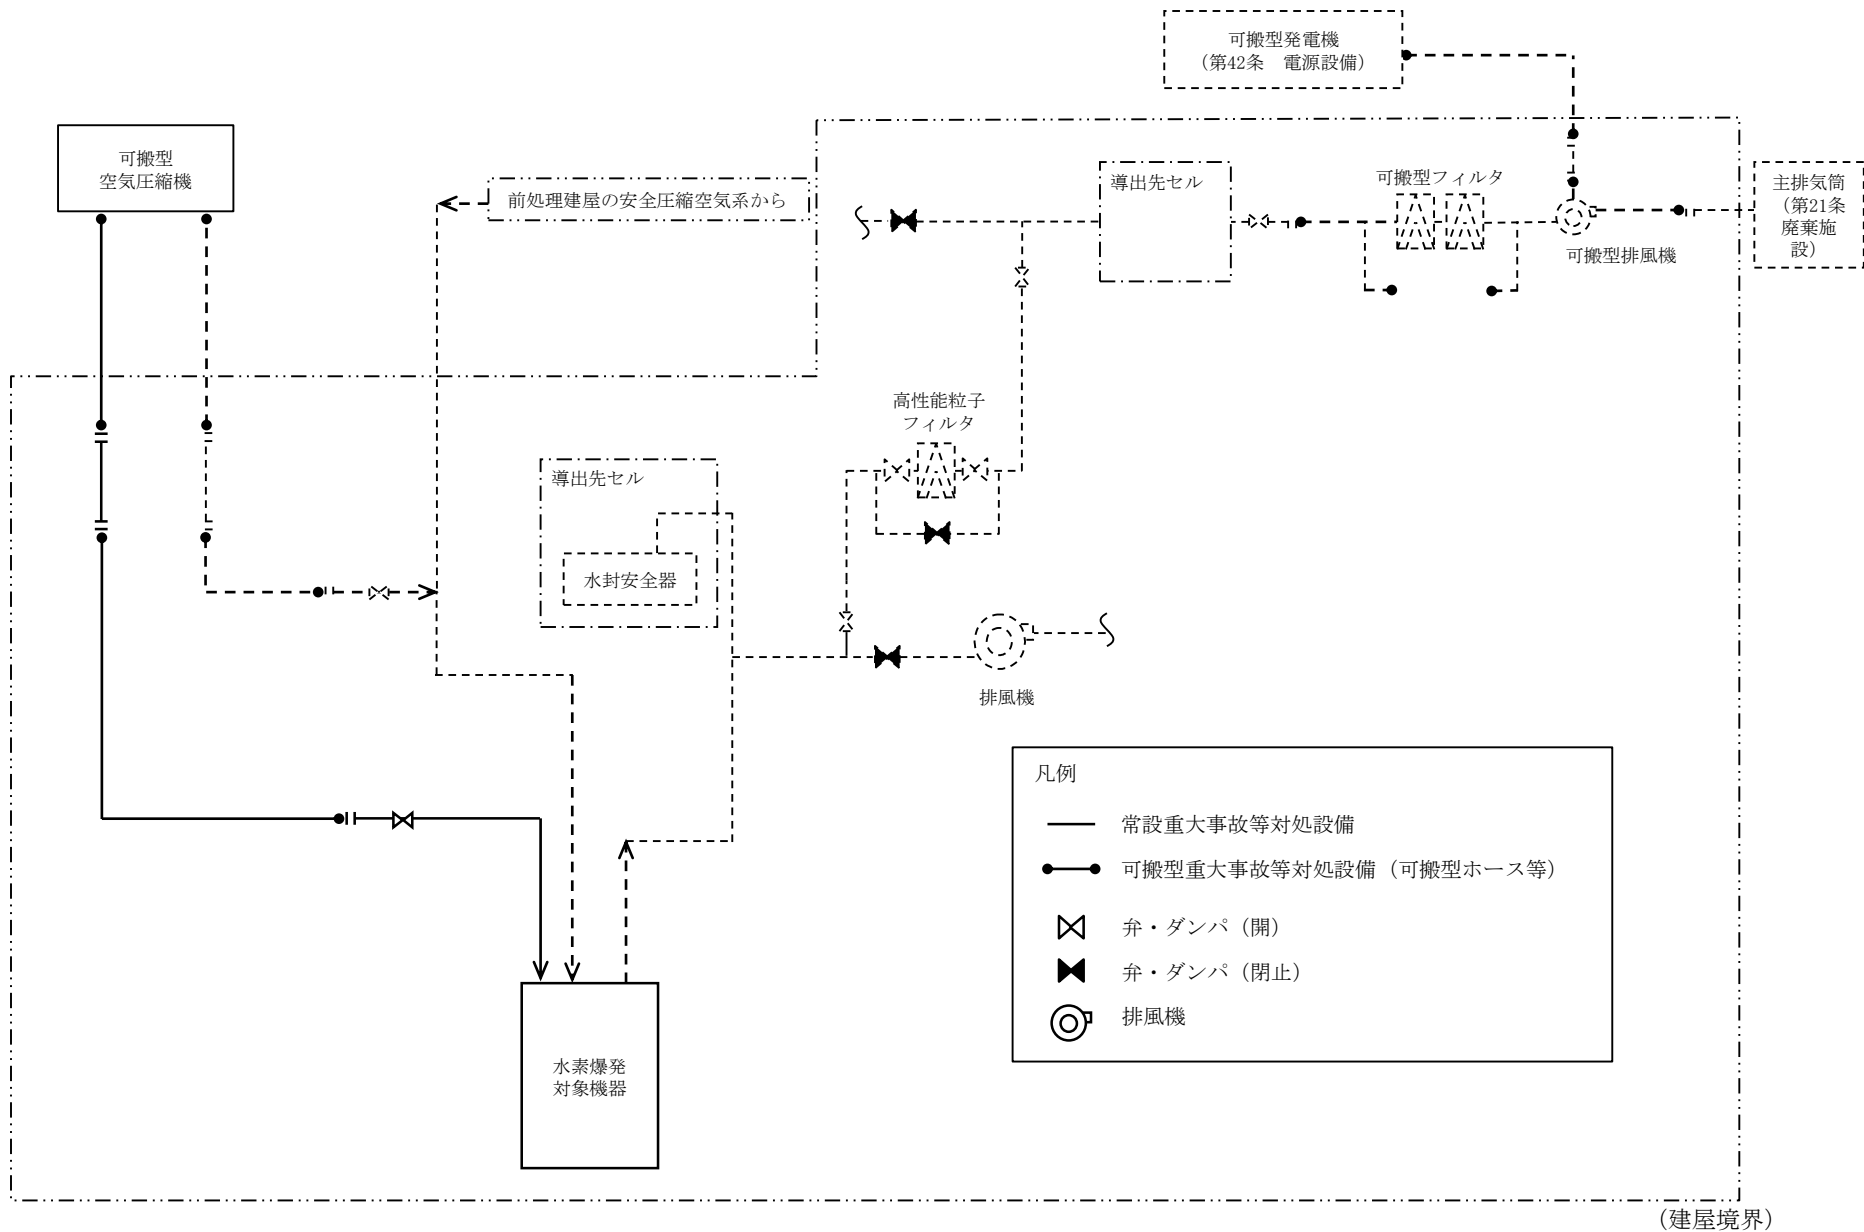 可搬型発電機
（第42条　電源設備）
可搬型
空気圧縮機
前処理建屋の安全圧縮空気系から
導出先セル
可搬型フィルタ
可搬型排風機
主排気筒
（第21条
廃棄施
設）
高性能粒子
フィルタ
導出先セル
水封安全器
排風機
水素爆発
対象機器
凡例
常設重大事故等対処設備
可搬型重大事故等対処設備（可搬型ホース等）
弁・ダンパ（開）
弁・ダンパ（閉止）
排風機
（建屋境界）